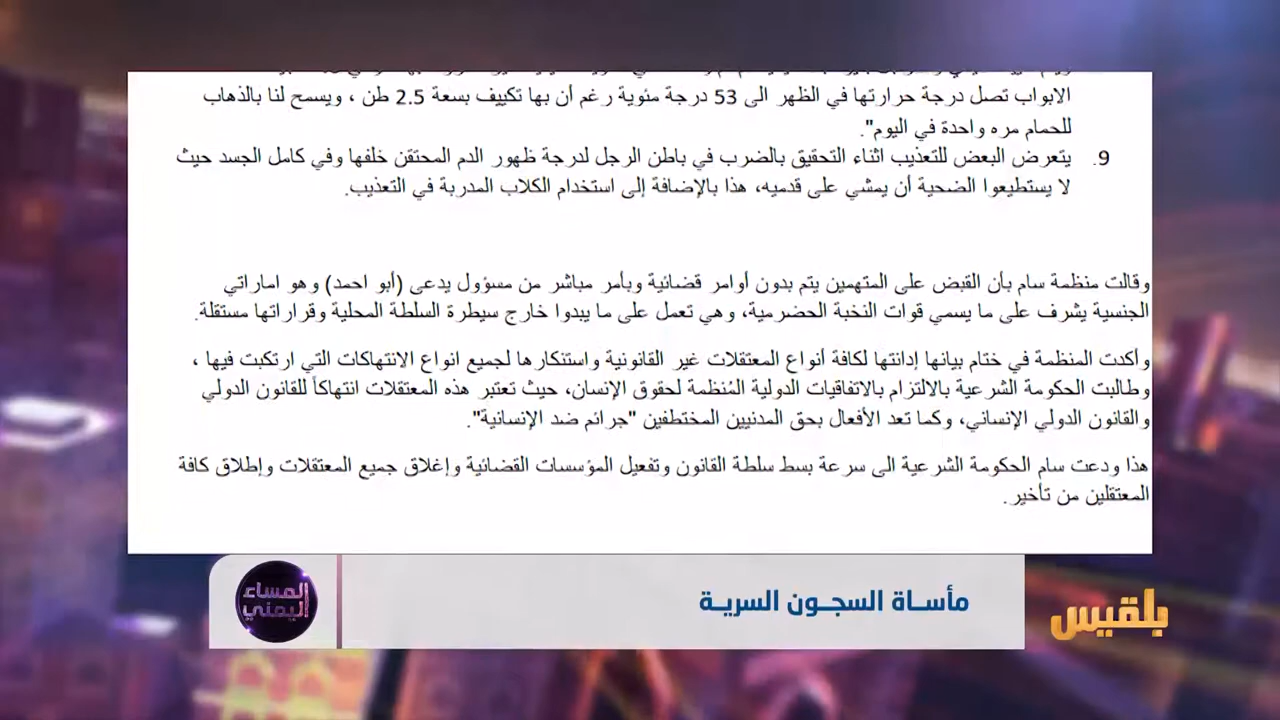 الابواب تصل درجة حرارتها في الظهر الى 53 درجة مئوية رغم أن بها تكييف بسعة 2.5 طن ، ويسمح لنا بالذهاب
للحمام مره واحدة في اليوم".
9. يتعرض البعض للتعذيب اثناء التحقيق بالضرب في باطن الرجل لدرجة ظهور الدم المحتقن خلفها وفي كامل الجسد حيث
لا يستطيعوا الضحية أن يمشي على قدميه، هذا بالإضافة إلى استخدام الكلاب المدربة في التعذيب.
وقالت منظمة سام بأن القبض على المتهمين يتم بدون أوامر قضائية وبأمر مباشر من مسؤول يدعى (أبو احمد) وهو اماراتي
الجنسية يشرف على ما يسمي قوات النخبة الحضرمية، وهي تعمل على ما يبدوا خارج سيطرة السلطة المحلية وقراراتها مستقلة.
وأكدت المنظمة في ختام بيانها إدانتها لكافة أنواع المعتقلات غير القانونية واستنكارها لجميع انواع الانتهاكات التي ارتكبت فيها ،
وطالبت الحكومة الشرعية بالالتزام بالاتفاقيات الدولية المُنظمة لحقوق الإنسان، حيث تعتبر هذه المعتقلات انتهاكاً للقانون الدولي
والقانون الدولي الإنساني، وكما تعد الأفعال بحق المدنيين المختطفين "جرائم ضد الإنسانية".
هذا ودعت سام الحكومة الشرعية الى سرعة بسط سلطة القانون وتفعيل المؤسسات القضائية وإغلاق جميع المعتقلات وإطلاق كافة
المعتقلين من تأخير.
مأساة السجون السرية
المساء
اليمني
بلقيس